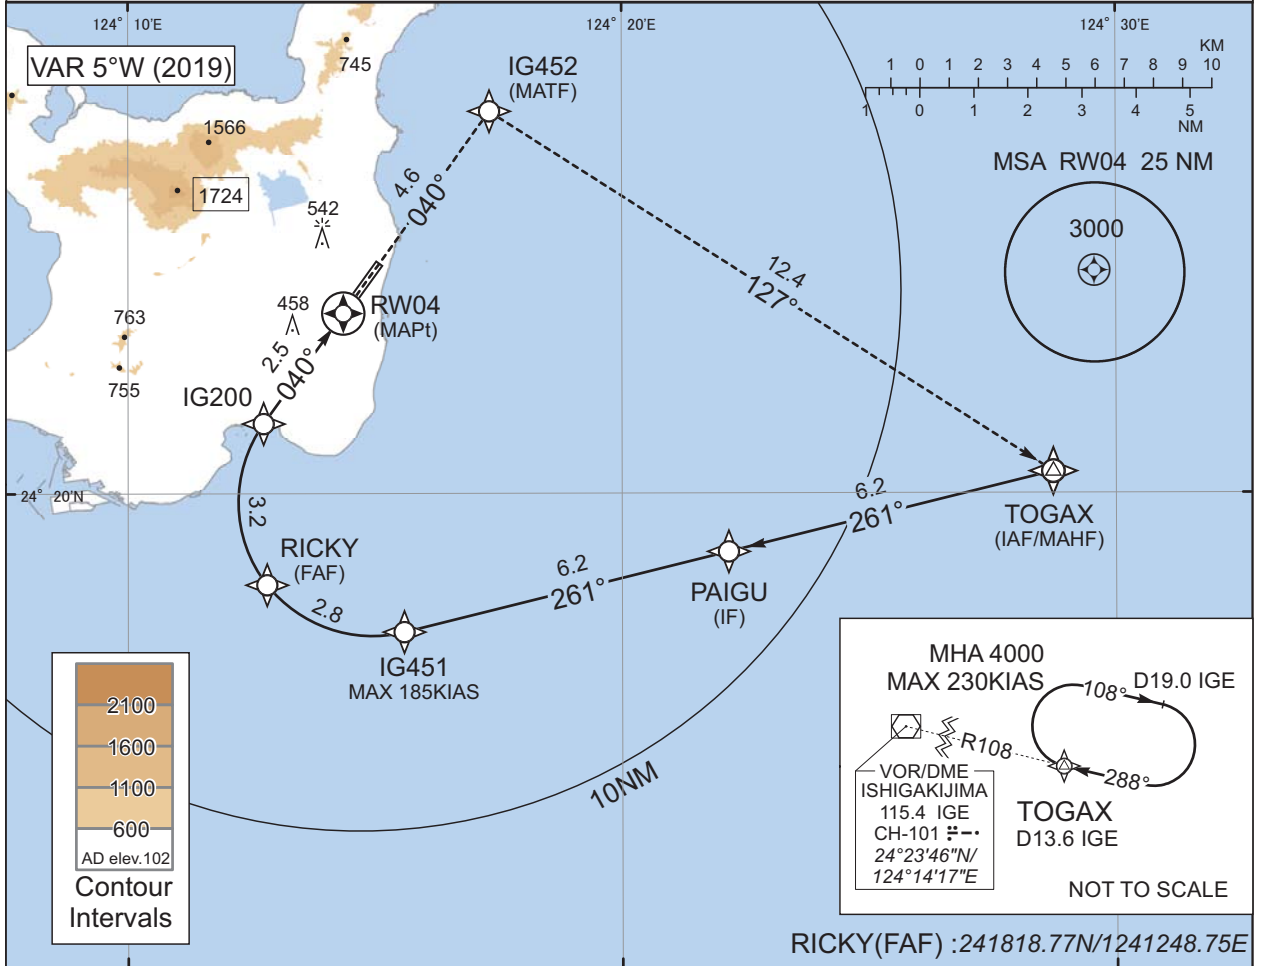 124° 10'E
124° 20'E
124° 30'E
VAR 5°W (2019)
745
IG452
(MATF)
KM
1 0 1 2 3 4 5 6 7 8 9 10
1 0 1 2 3 4 5
NM
1566
1724
542
4.6
040°
MSA RW04 25 NM
3000
12.4
127°
458
RW04
(MAPt)
763
755
2.5
040°
IG200
24° 20'N
3.2
6.2
261°
TOGAX
(IAF/MAHF)
RICKY
(FAF)
2.8
6.2
261°
PAIGU
(IF)
IG451
MAX 185KIAS
10NM
2100
1600
1100
600
AD elev.102
Contour
Intervals
MHA 4000
MAX 230KIAS
108°
D19.0 IGE
R108
288°
VOR/DME
ISHIGAKIJIMA
115.4 IGE
CH-101
24°23'46"N/
124°14'17"E
TOGAX
D13.6 IGE
NOT TO SCALE
RICKY(FAF) :241818.77N/1241248.75E